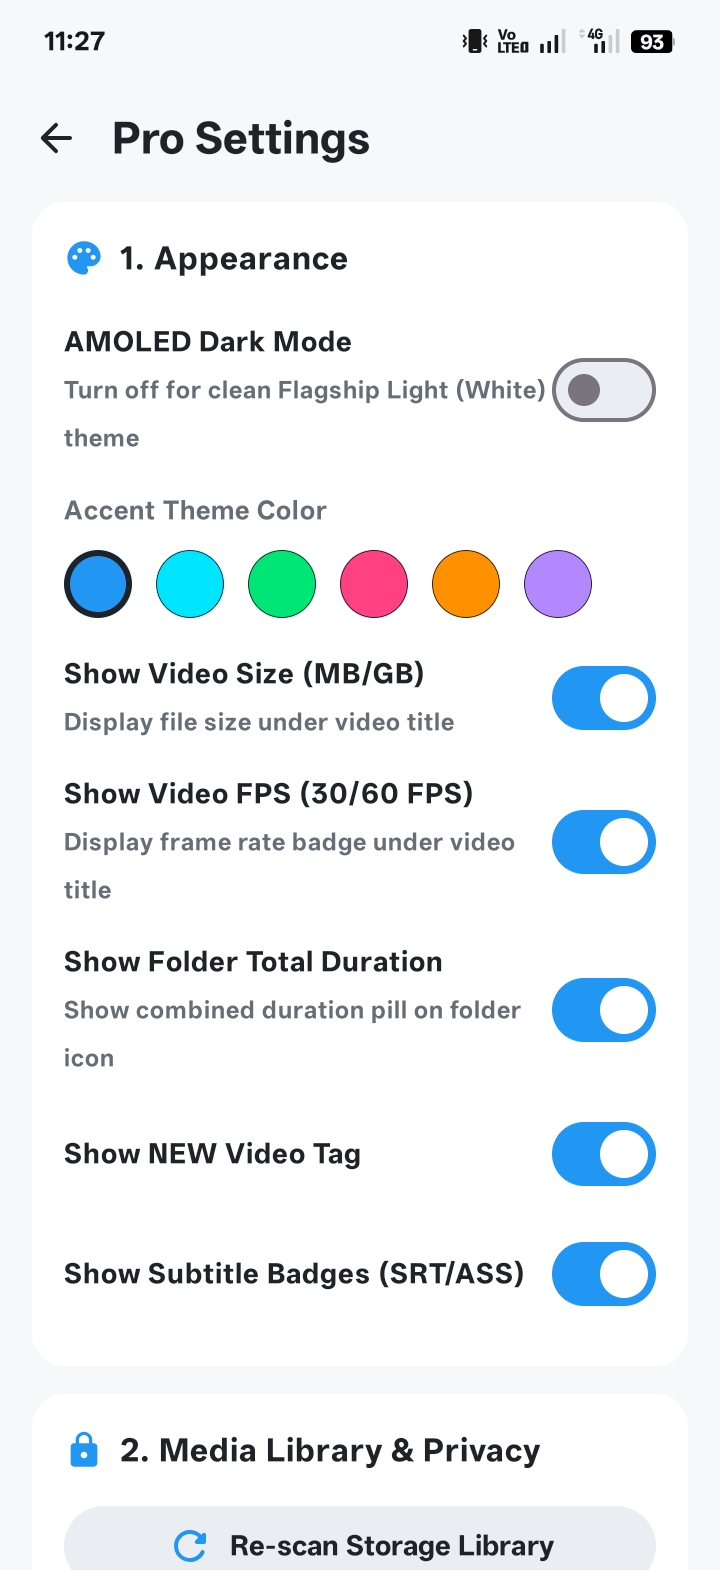 11:27
Vo
LTE
4G
93
Pro Settings
1. Appearance
AMOLED Dark Mode
Turn off for clean Flagship Light (White)
theme
Accent Theme Color
Show Video Size (MB/GB)
Display file size under video title
Show Video FPS (30/60 FPS)
Display frame rate badge under video
title
Show Folder Total Duration
Show combined duration pill on folder
icon
Show NEW Video Tag
Show Subtitle Badges (SRT/ASS)
2. Media Library & Privacy
Re-scan Storage Library